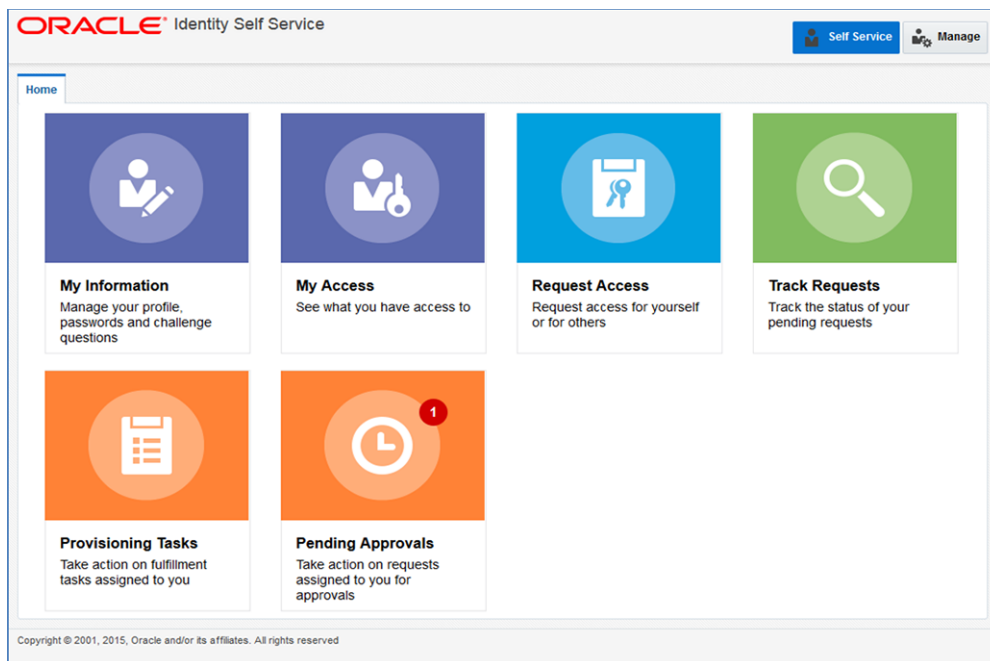 ORACLE® Identity Self Service
Self Service
Manage
Home
My Information
Manage your profile,
passwords and challenge
questions
My Access
See what you have access to
Request Access
Request access for yourself
or for others
Track Requests
Track the status of your
pending requests
1
Provisioning Tasks
Take action on fulfillment
tasks assigned to you
Pending Approvals
Take action on requests
assigned to you for
approvals
Copyright © 2001, 2015, Oracle and/or its affiliates. All rights reserved